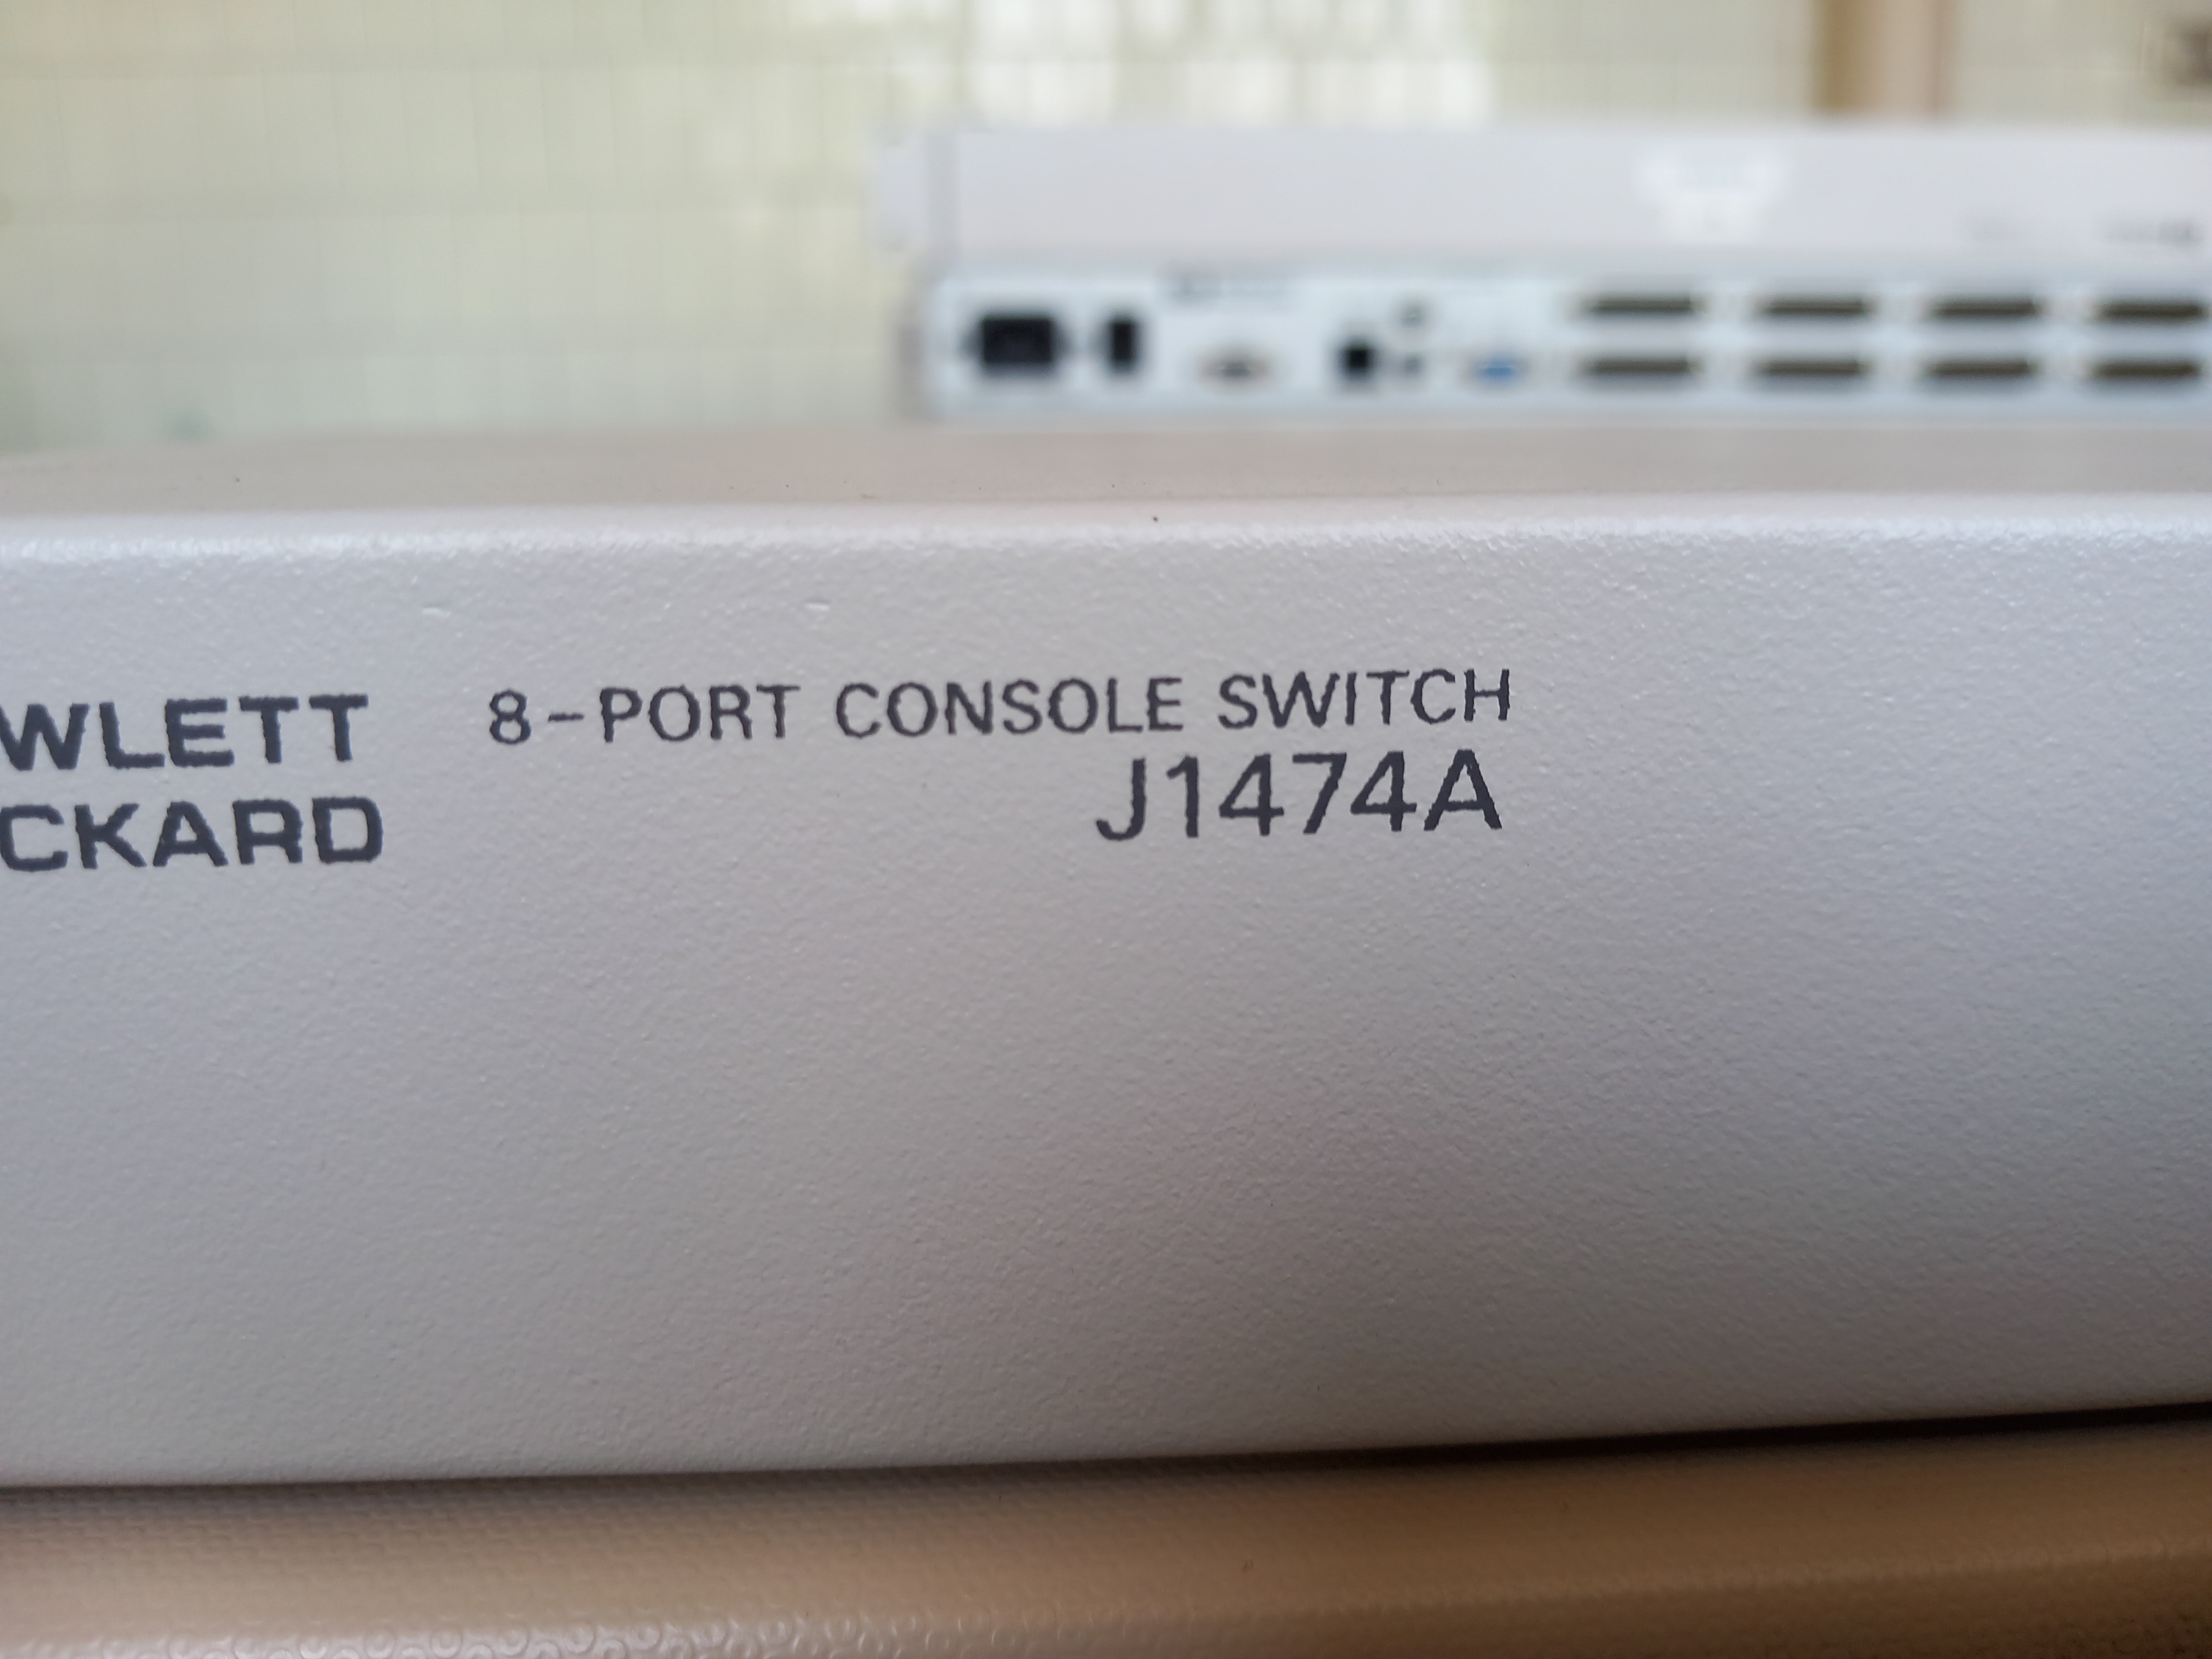 WLETT 8-PORT CONSOLE SWITCH
CKARD J1474A